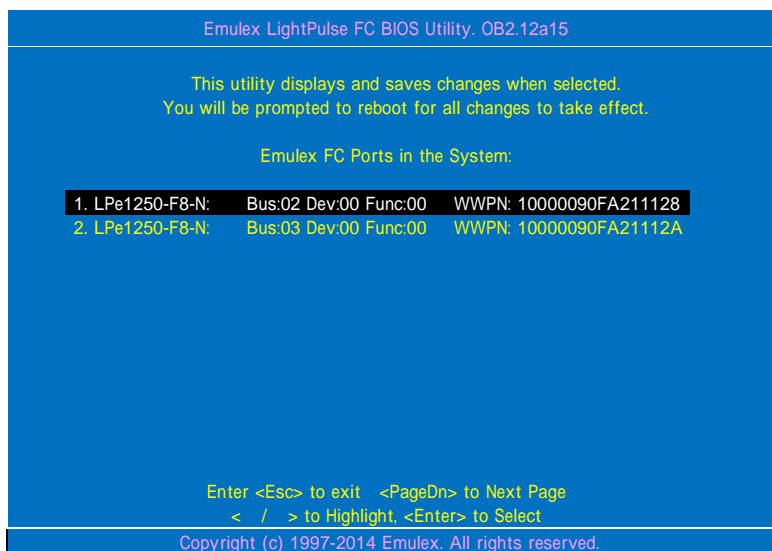 Emulex LightPulse FC BIOS Utility. OB2.12a15
This utility displays and saves changes when selected.
You will be prompted to reboot for all changes to take effect.
Emulex FC Ports in the System:
1. LPe1250-F8-N: Bus:02 Dev:00 Func:00 WWPN: 10000090FA211128
2. LPe1250-F8-N: Bus:03 Dev:00 Func:00 WWPN: 10000090FA21112A
Enter <Esc> to exit <PageDn> to Next Page
< / > to Highlight, <Enter> to Select
Copyright (c) 1997-2014 Emulex. All rights reserved.